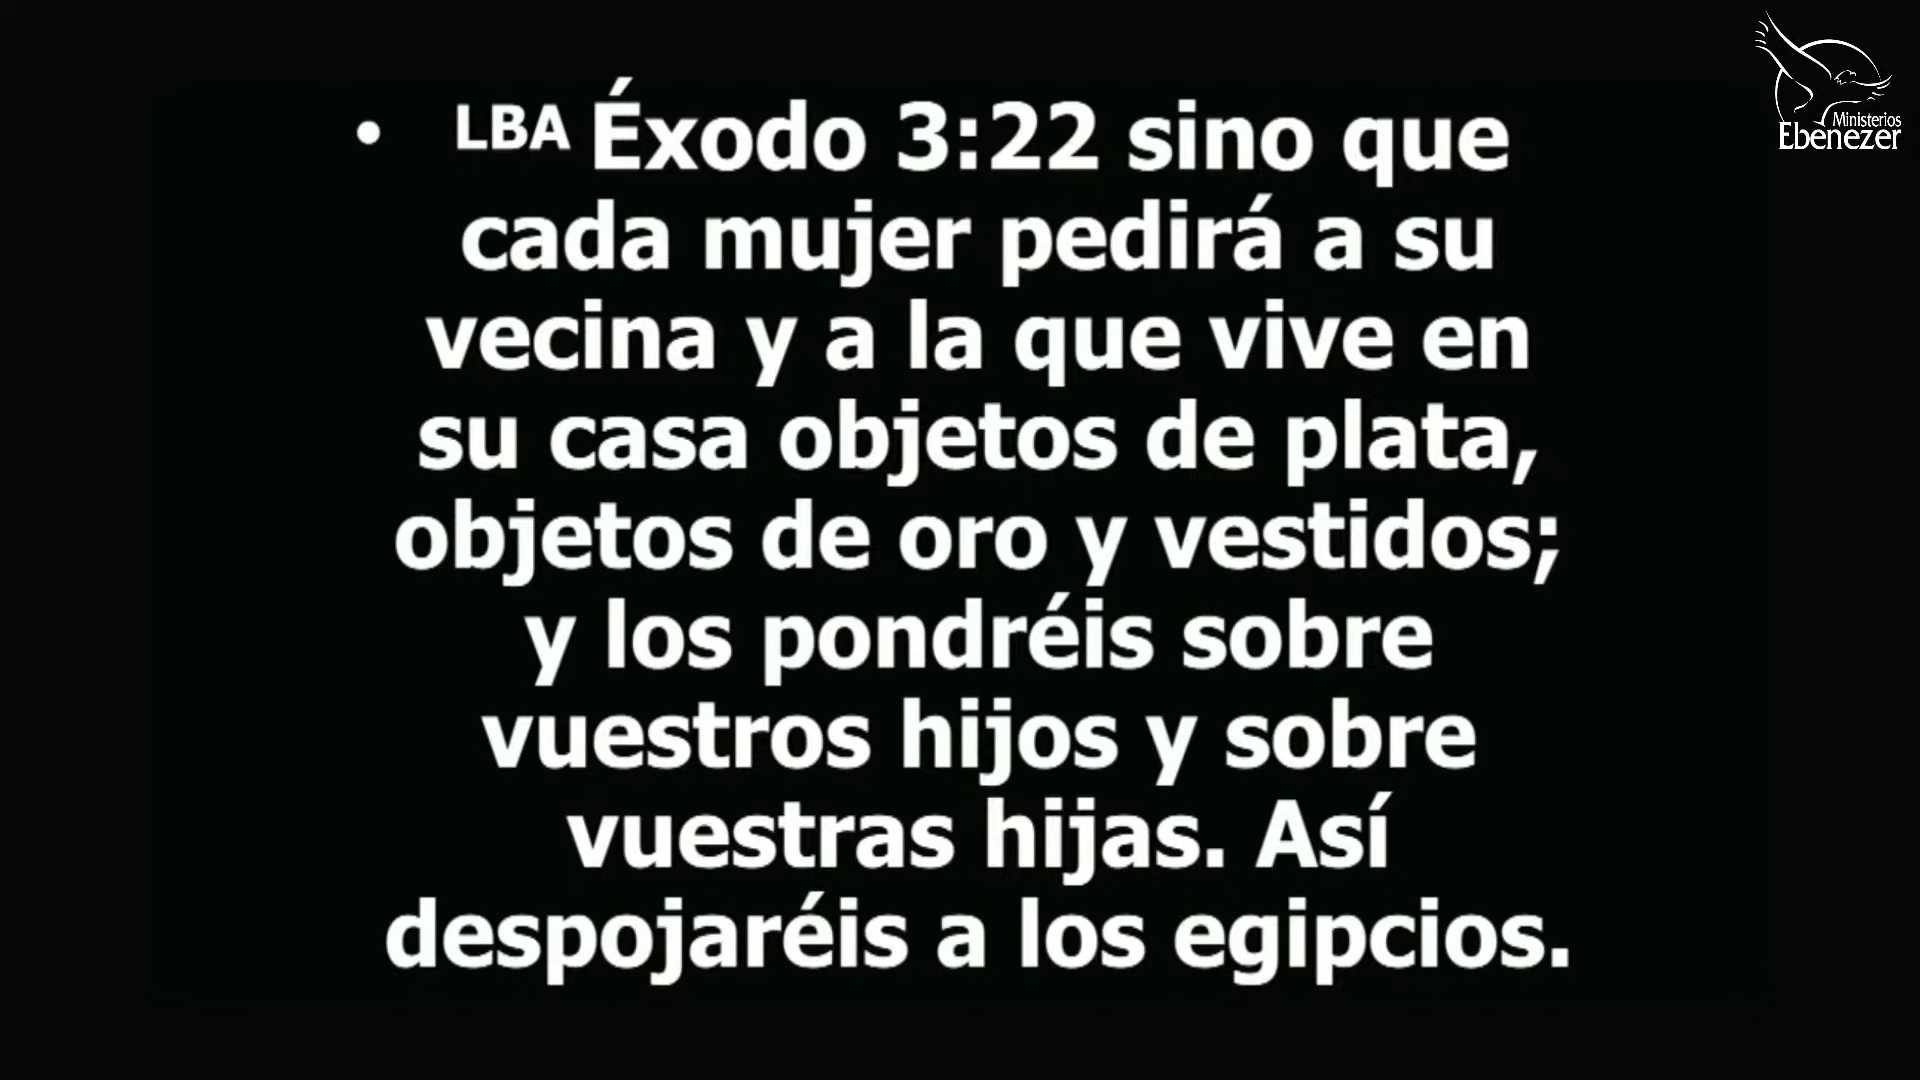 • LBA Éxodo 3:22 sino que
cada mujer pedirá a su
vecina y a la que vive en
su casa objetos de plata,
objetos de oro y vestidos;
y los pondréis sobre
vuestros hijos y sobre
vuestras hijas. Así
despojaréis a los egipcios.
Ministerios
Ebenezer